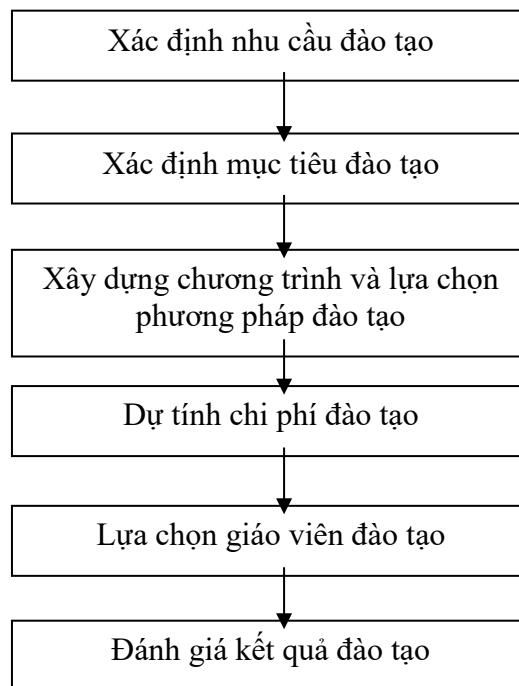 Xác định nhu cầu đào tạo
Xác định mục tiêu đào tạo
Xây dựng chương trình và lựa chọn
phương pháp đào tạo
Dự tính chi phí đào tạo
Lựa chọn giáo viên đào tạo
Đánh giá kết quả đào tạo